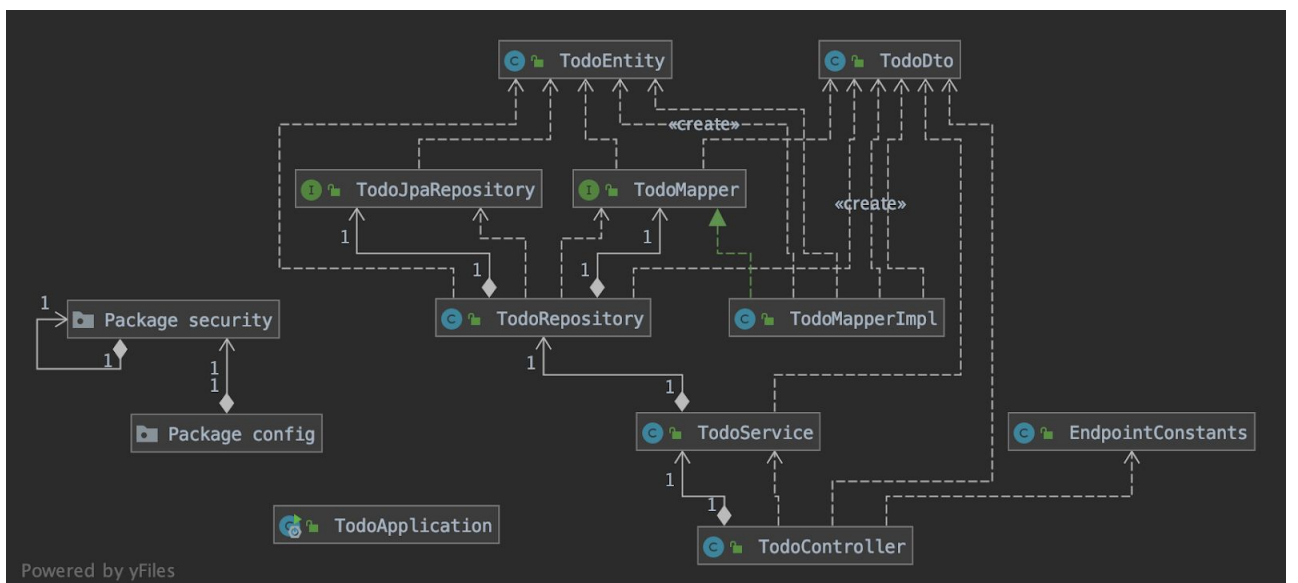 TodoEntity
TodoDto
«create»
TodoJpaRepository
TodoMapper
«create»
1
1
1
1
1
Package security
TodoRepository
TodoMapperImpl
1
1
1
1
1
1
Package config
TodoService
EndpointConstants
1
1
TodoApplication
TodoController
Powered by yFiles